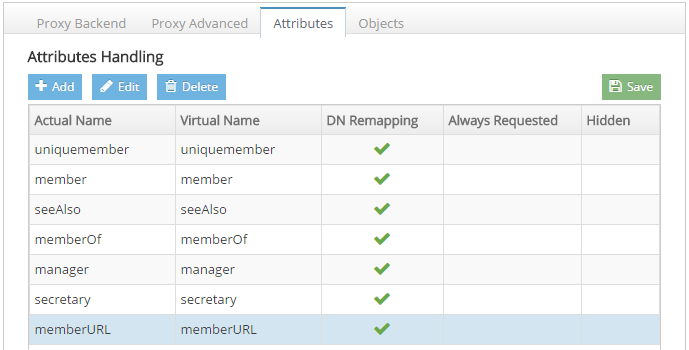 Proxy Backend Proxy Advanced Attributes Objects
Attributes Handling
Add Edit Delete Save
Actual Name Virtual Name DN Remapping Always Requested Hidden
uniquemember uniquemember
member member
seeAlso seeAlso
memberOf memberOf
manager manager
secretary secretary
memberURL memberURL